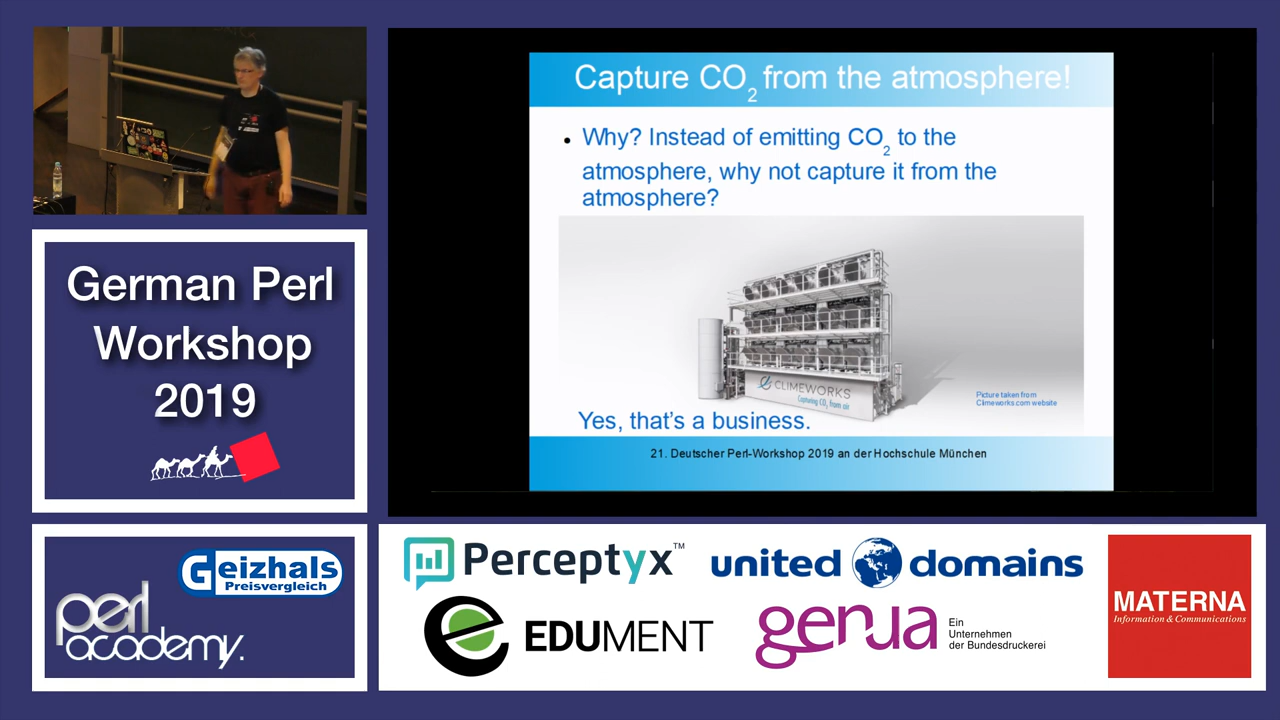 Capture CO2 from the atmosphere!
• Why? Instead of emitting CO2 to the
atmosphere, why not capture it from the
atmosphere?
CLIMEWORKS
Capturing CO2 from air
Picture taken from
Climeworks.com website
Yes, that's a business.
21. Deutscher Perl-Workshop 2019 an der Hochschule München
German Perl
Workshop
2019
Geizhals
Preisvergleich
perl
academy.
Perceptyx™
united domains
EDUMENT
genua
Ein
Unternehmen
der Bundesdruckerei
MATERNA
Information & Communications